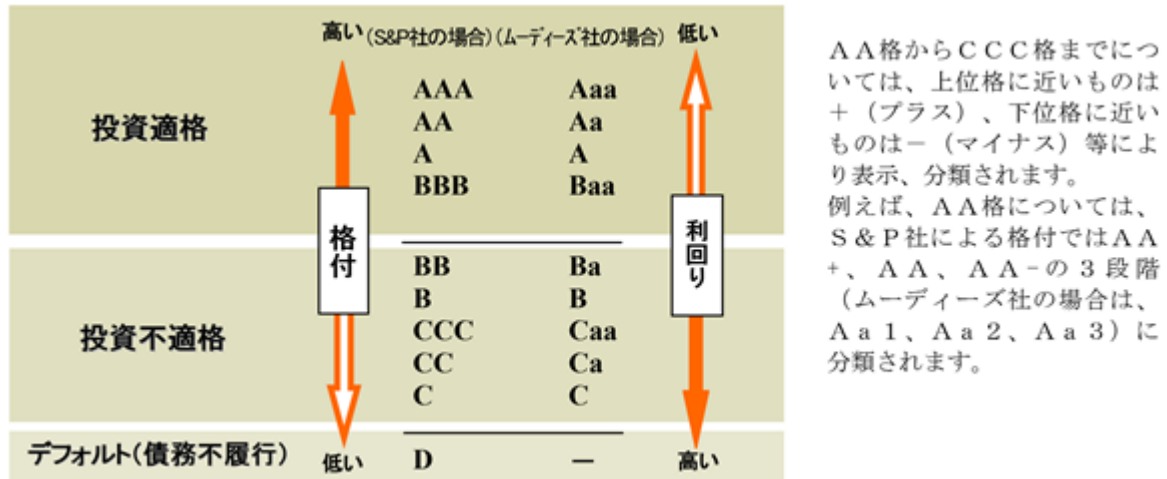 高い (S&P社の場合) (ムーディーズ社の場合) 低い
投資適格
AAA Aaa
AA Aa
A A
BBB Baa
格付
利回り
投資不適格
BB Ba
B B
CCC Caa
CC Ca
C C
デフォルト(債務不履行)
低い D — 高い
AA格からCCC格までにつ
いては、上位格に近いものは
+(プラス)、下位格に近い
ものは−(マイナス)等によ
り表示、分類されます。
例えば、AA格については、
S&P社による格付ではAA
+、AA、AA-の3段階
(ムーディーズ社の場合は、
Aa1、Aa2、Aa3)に
分類されます。